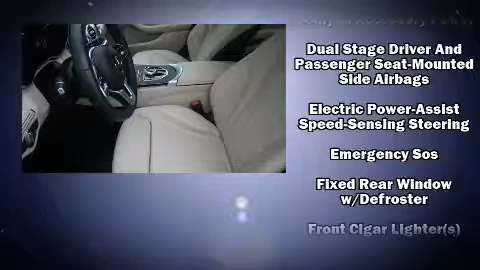 Dual Stage Driver And
Passenger Seat-Mounted
Side Airbags
Electric Power-Assist
Speed-Sensing Steering
Emergency Sos
Fixed Rear Window
w/Defroster
Front Cigar Lighter(s)